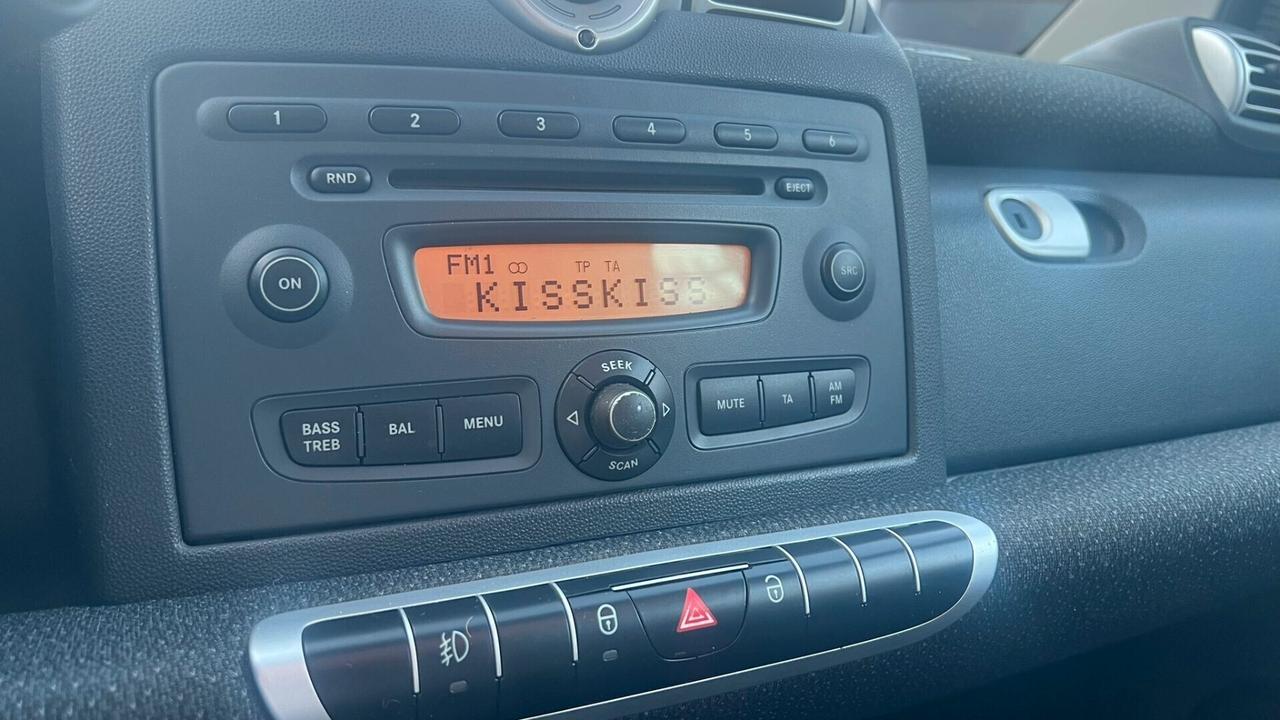 1 2 3 4 5 6
RND EJECT
FM1 TP TA
KISSKISS
ON SRC
SEEK
BASS TREB BAL MENU
MUTE TA AM FM
SCAN